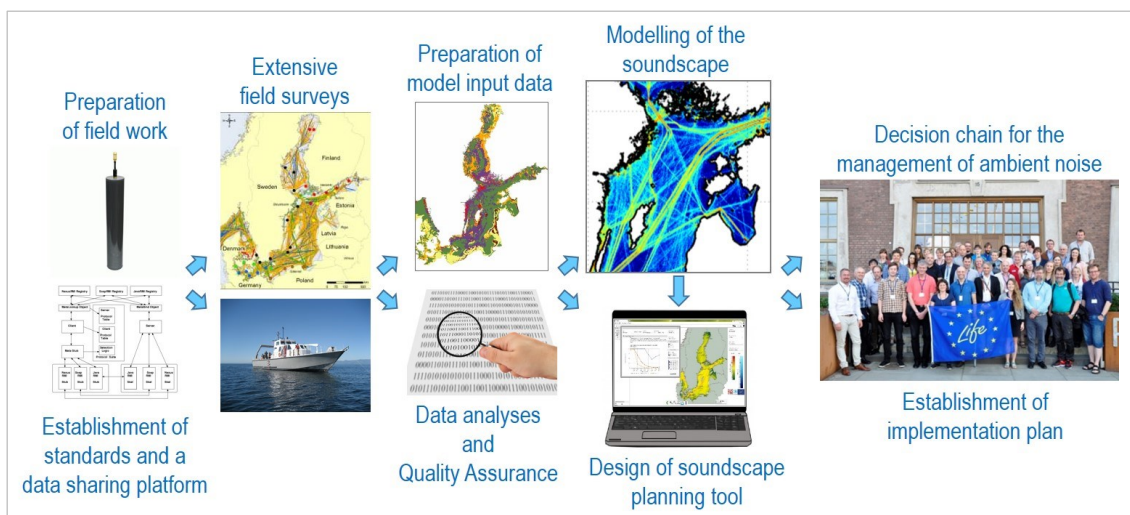 Preparation
of field work
Establishment of
standards and a
data sharing platform
Extensive
field surveys
Finland
Sweden
Estonia
Latvia
Lithuania
Denmark
Poland
Germany
Preparation of
model input data
Data analyses
and
Quality Assurance
Modelling of the
soundscape
Design of soundscape
planning tool
Decision chain for the
management of ambient noise
Life
Establishment of
implementation plan